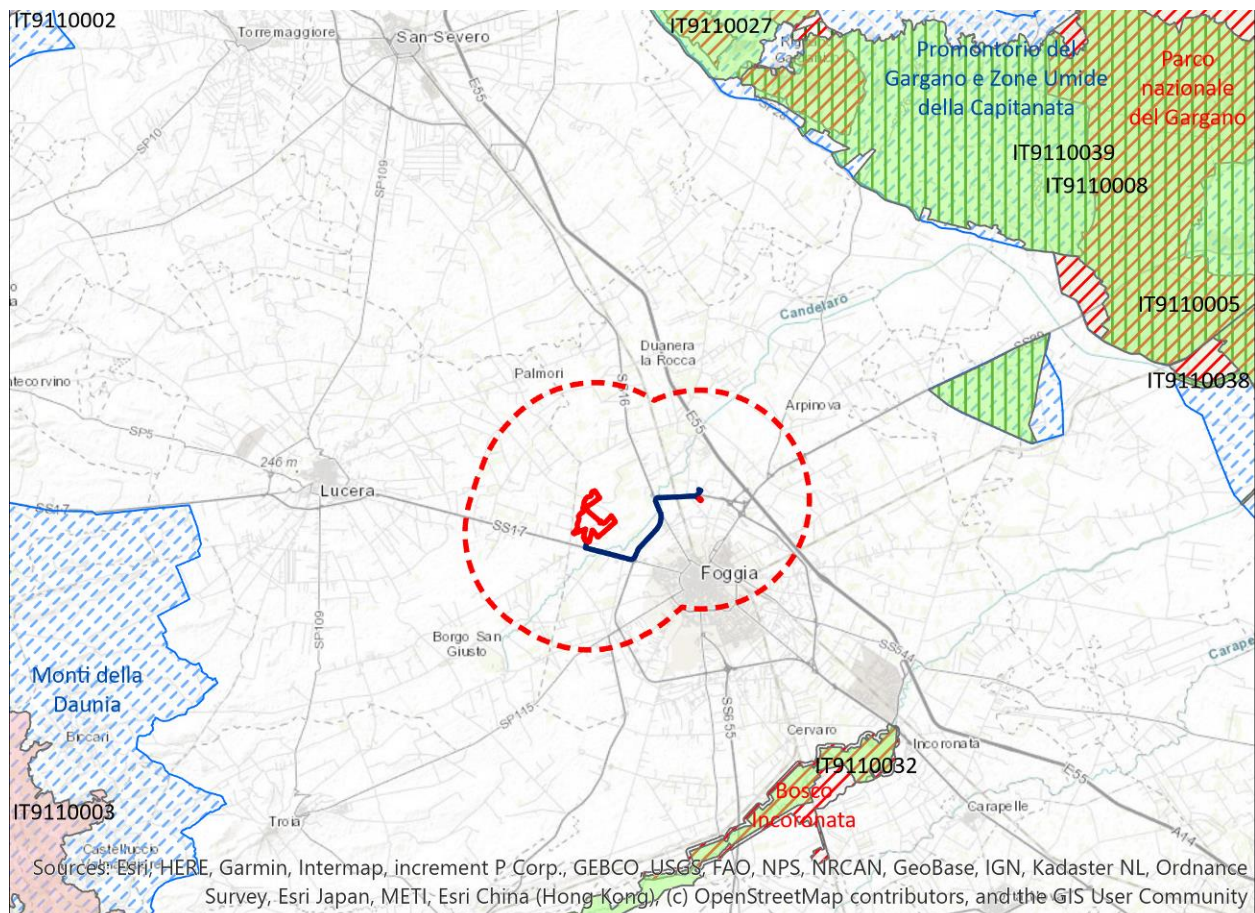 IT9110002
Torremaggiore
San Severo
IT9110027
Promontorio del
Gargano e Zone Umide
della Capitanata
Parco
nazionale
del Gargano
E55
SP28
SP10
SP109
IT9110039
IT9110008
IT9110005
Candelaro
SS89
Duanera
la Rocca
IT9110038
Palmori
SS16
E55
Arpinova
SP5
246 m
Lucera
SS17
SS17
Foggia
SP109
Borgo San
Giusto
SS544
Monti della
Daunia
Biccari
SP115
SS655
Cervaro
Incoronata
IT9110032
E55
Bosco
Incoronata
IT9110003
Troia
Carapelle
A14
Castelluccio
Sources: Esri, HERE, Garmin, Intermap, increment P Corp., GEBCO, USGS, FAO, NPS, NRCAN, GeoBase, IGN, Kadaster NL, Ordnance
Survey, Esri Japan, METI, Esri China (Hong Kong), (c) OpenStreetMap contributors, and the GIS User Community